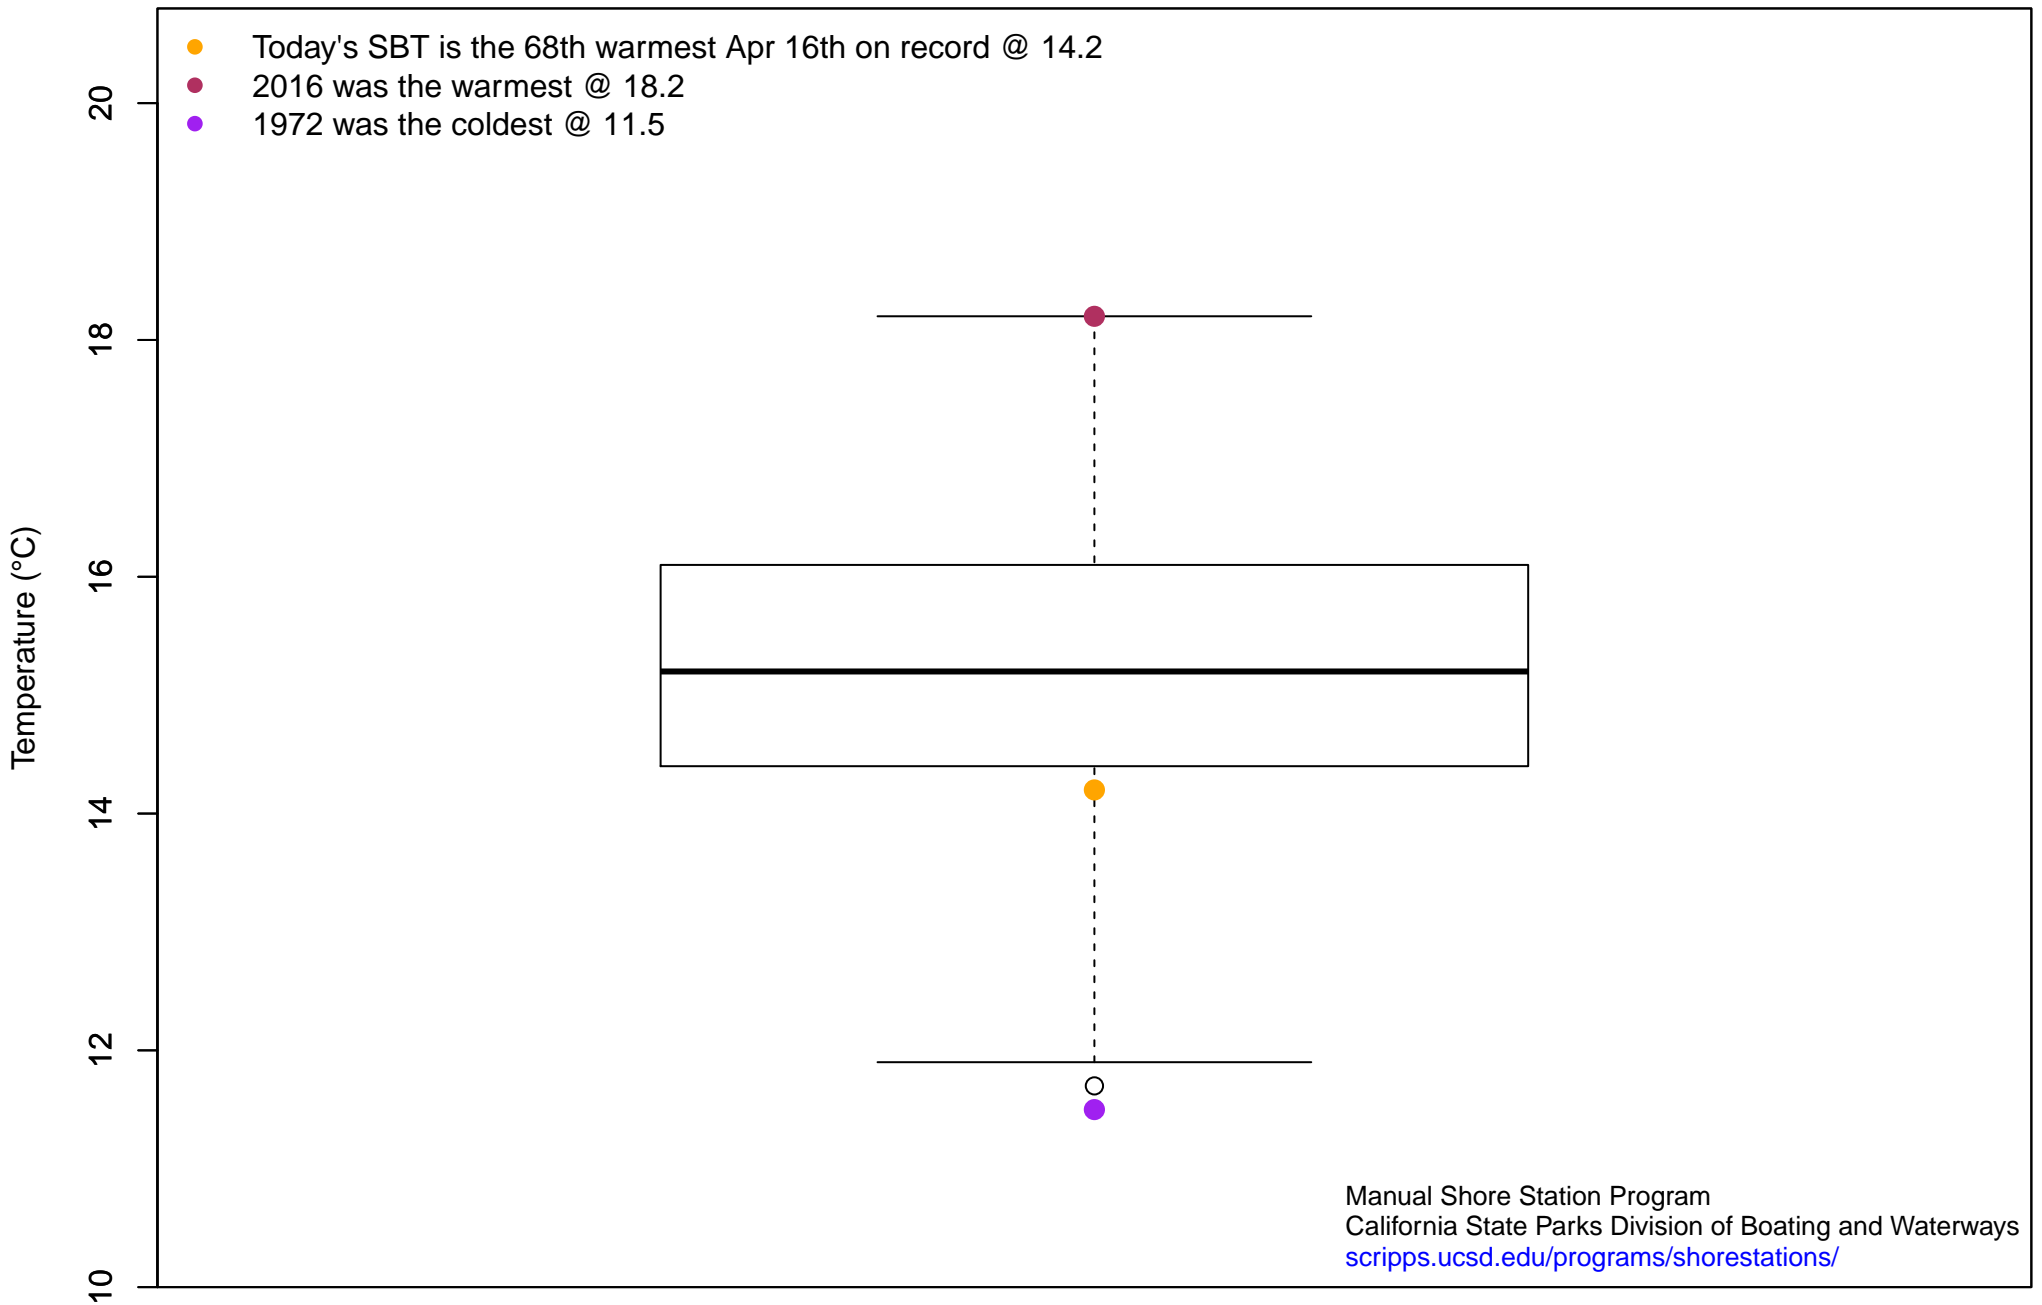 Today's SBT is the 68th warmest Apr 16th on record @ 14.2
2016 was the warmest @ 18.2
1972 was the coldest @ 11.5
20
18
16
14
12
10
Temperature (°C)
Manual Shore Station Program
California State Parks Division of Boating and Waterways
scripps.ucsd.edu/programs/shorestations/